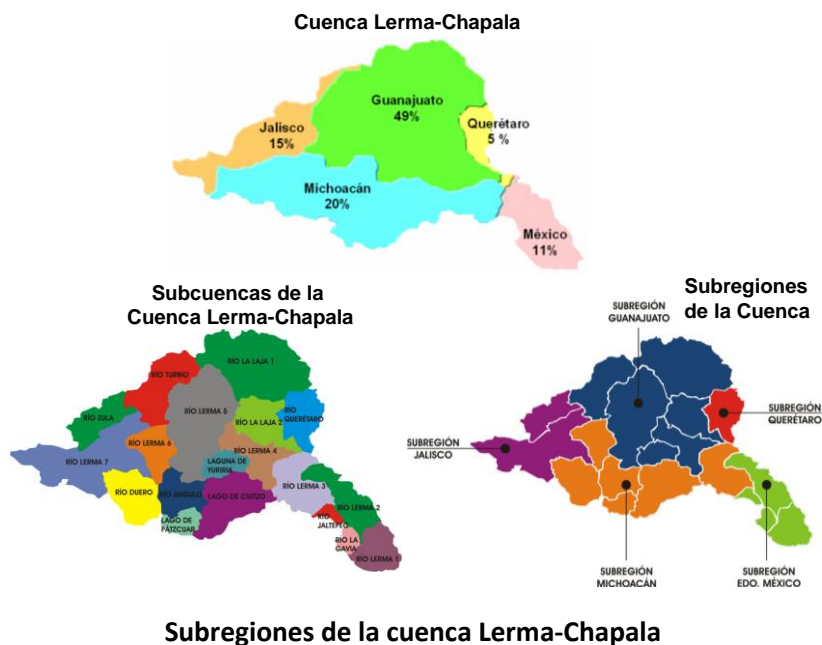 Cuenca Lerma-Chapala
Guanajuato
49%
Querétaro
5 %
Jalisco
15%
Michoacán
20%
México
11%
Subcuencas de la
Cuenca Lerma-Chapala
RÍO LA LAJA 1
RÍO TURBIO
RÍO ZULA
RÍO LERMA 5
RÍO LA LAJA 2
RIO
QUERÉTARO
RÍO LERMA 6
RÍO LERMA 4
RÍO LERMA 7
LAGUNA DE
YURIRIA
RÍO DUERO
RÍO ANGULO
LAGO DE CUITZO
RÍO LERMA 3
LAGO DE
PÁTZCUAR
RÍO LERMA 2
RÍO
JALTEPEC
RÍO LA
GAVIA
RÍO LERMA 1
Subregiones
de la Cuenca
SUBREGIÓN
GUANAJUATO
SUBREGIÓN
QUERÉTARO
SUBREGIÓN
JALISCO
SUBREGIÓN
MICHOACÁN
SUBREGIÓN
EDO. MÉXICO
Subregiones de la cuenca Lerma-Chapala